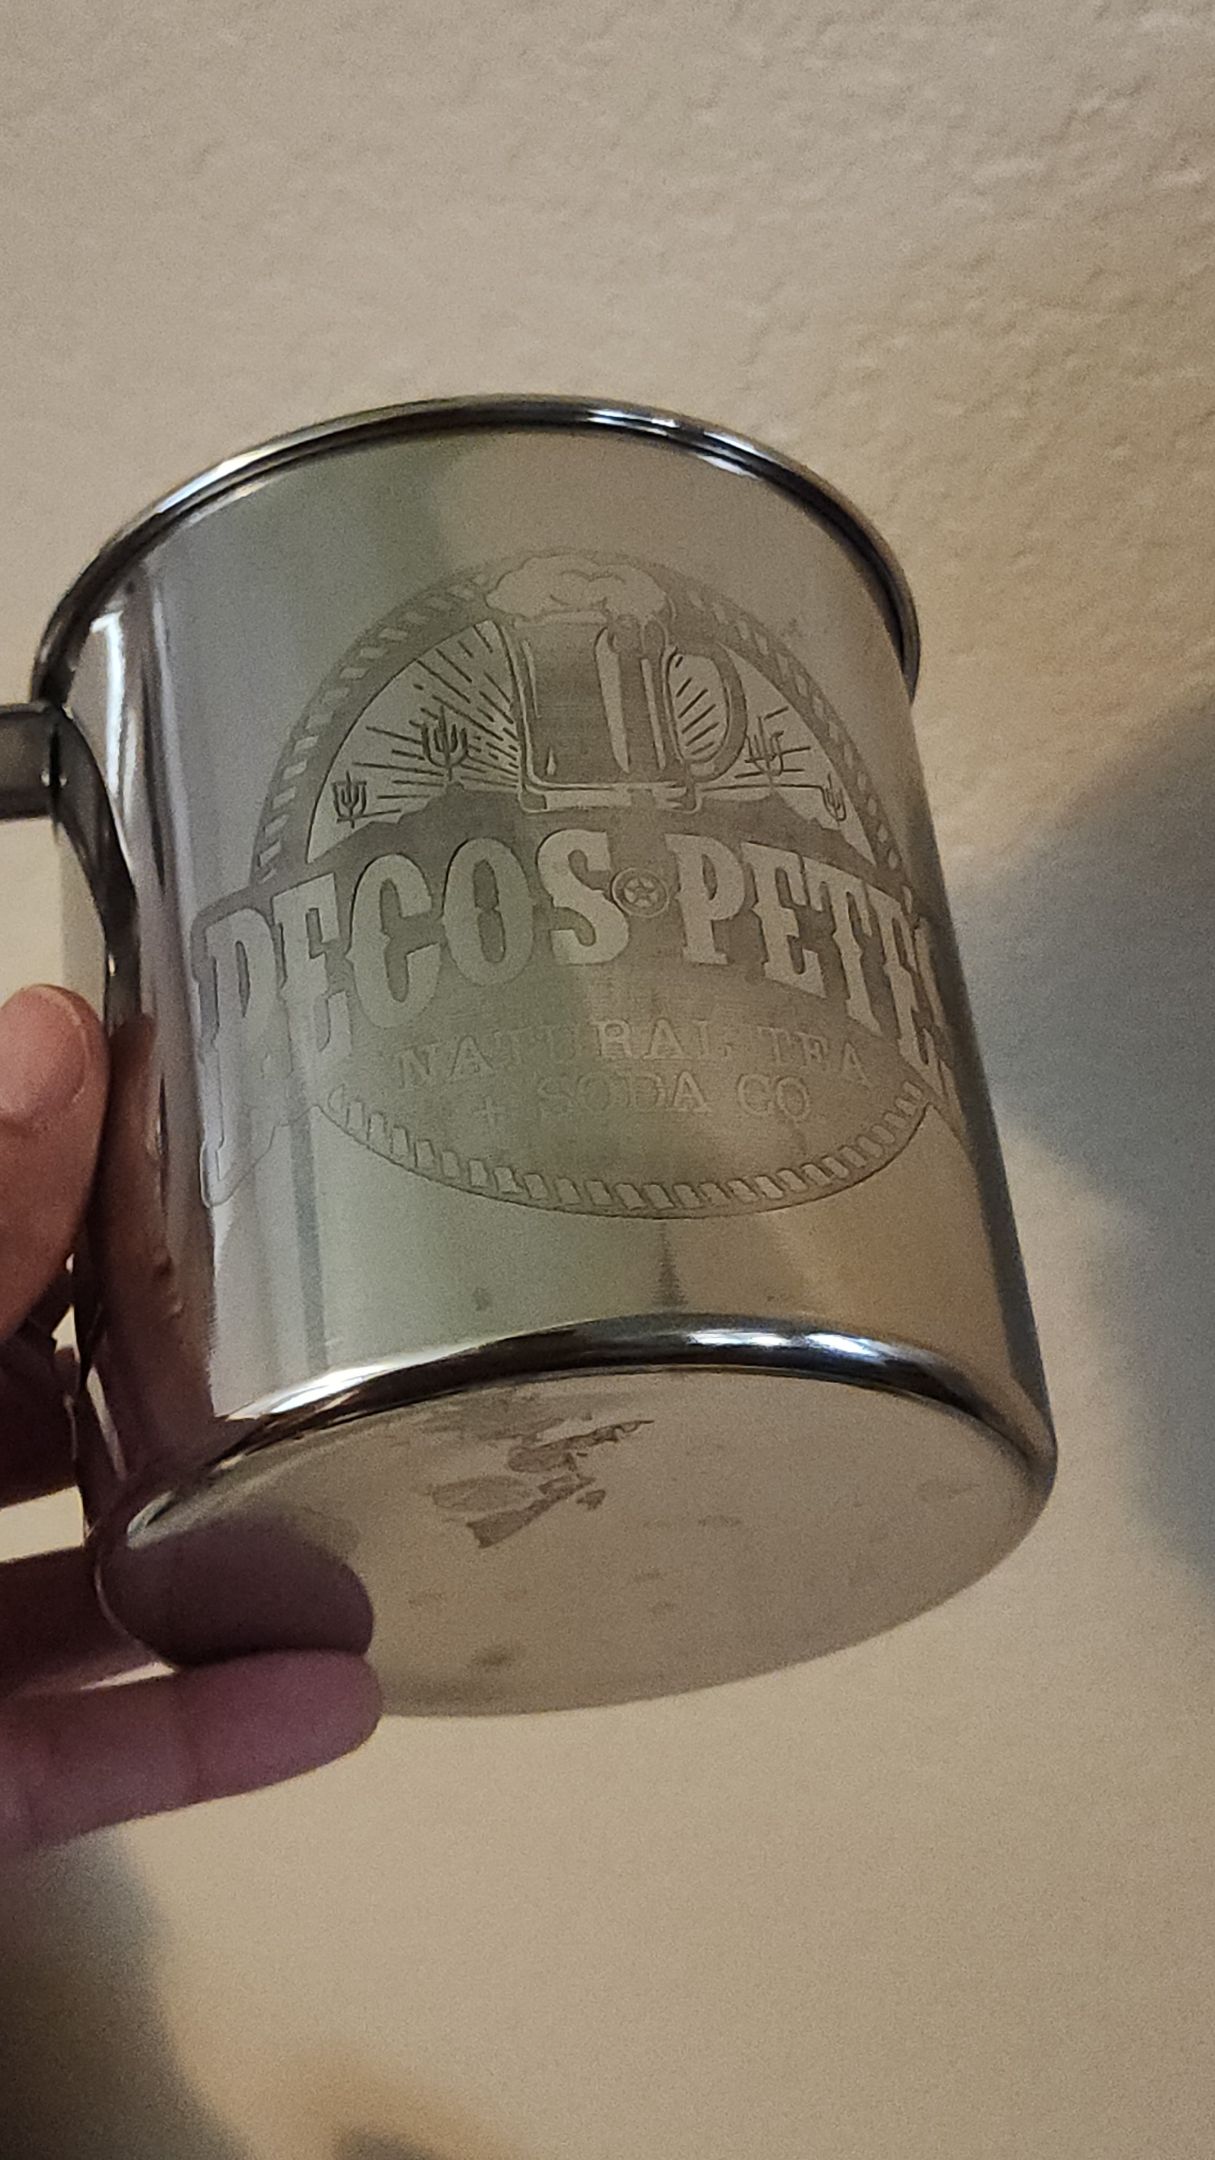 PECOS PETE'S
NATURAL TEA
+ SODA CO